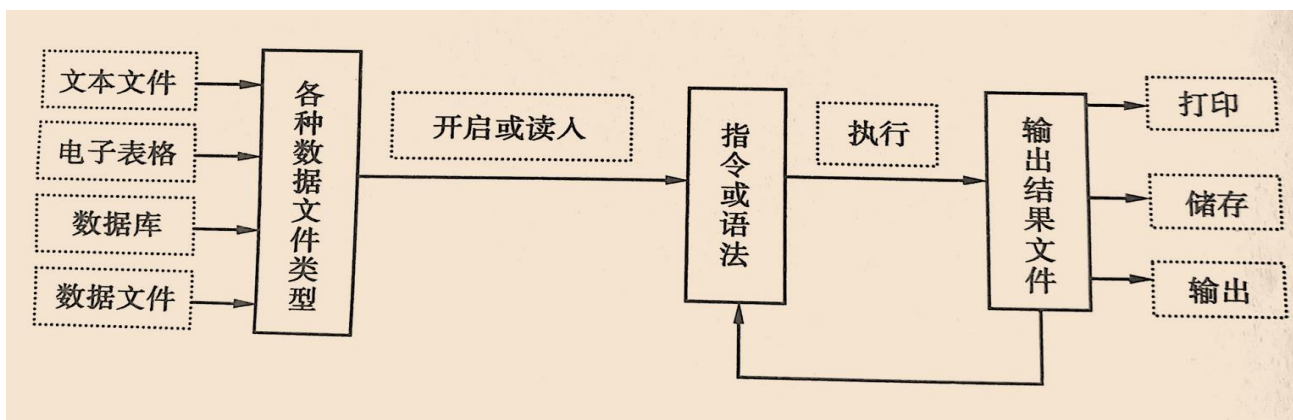 文本文件
电子表格
数据库
数据文件
各种数据文件类型
开启或读入
指令或语法
执行
输出结果文件
打印
储存
输出